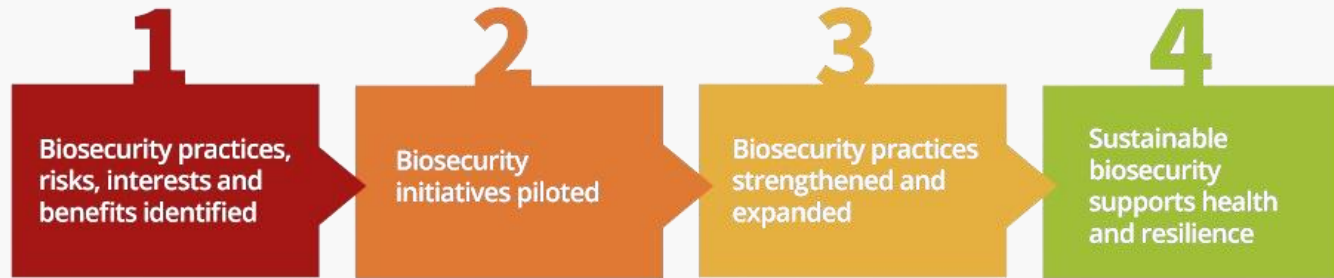 1
Biosecurity practices,
risks, interests and
benefits identified
2
Biosecurity
initiatives piloted
3
Biosecurity practices
strengthened and
expanded
4
Sustainable
biosecurity
supports health
and resilience